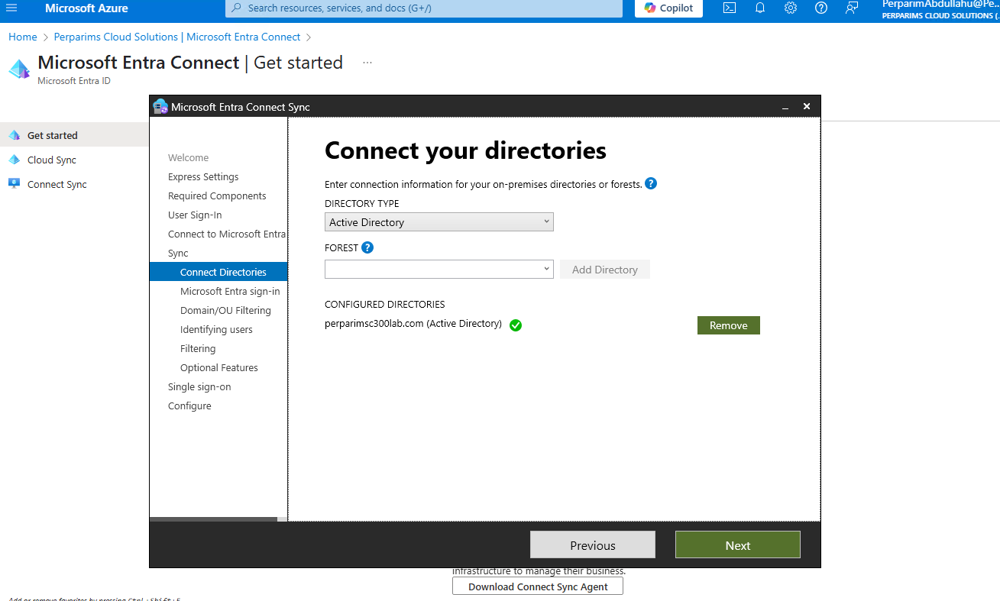 Microsoft Azure
Search resources, services, and docs (G+/)
Copilot
PerparimAbdullahu@Pe...
PERPARIMS CLOUD SOLUTIONS (...
Home > Perparims Cloud Solutions | Microsoft Entra Connect >
Microsoft Entra Connect | Get started ...
Microsoft Entra ID
Get started
Cloud Sync
Connect Sync
Microsoft Entra Connect Sync
Welcome
Express Settings
Required Components
User Sign-In
Connect to Microsoft Entra
Sync
Connect Directories
Microsoft Entra sign-in
Domain/OU Filtering
Identifying users
Filtering
Optional Features
Single sign-on
Configure
Connect your directories
Enter connection information for your on-premises directories or forests. ?
DIRECTORY TYPE
Active Directory
FOREST ?
Add Directory
CONFIGURED DIRECTORIES
perparimsc300lab.com (Active Directory)
Remove
Previous
Next
infrastructure to manage their business.
Download Connect Sync Agent
Add or remove favorites by pressing Ctrl+Shift+F